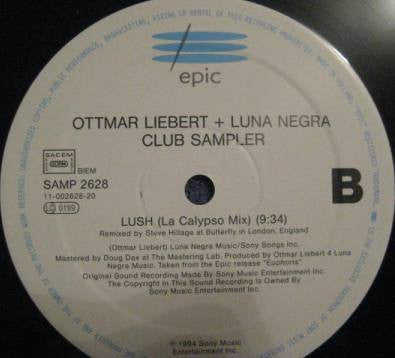 epic
OTTMAR LIEBERT + LUNA NEGRA
CLUB SAMPLER
SACEM
BIEM
SAMP 2628
11-002628-20
LC 0199
B
LUSH (La Calypso Mix) (9:34)
Remixed by Steve Hillage at Butterfly in London, England
(Ottmar Liebert) Luna Negra Music/Sony Songs Inc.
Mastered by Doug Dax at The Mastering Lab. Produced by Ottmar Liebert 4 Luna
Negra Music. Taken from the Epic release "Euphoria"
Original Sound Recording Made By Sony Music Entertainment Inc.
The Copyright In This Sound Recording Is Owned By
Sony Music Entertainment Inc.
℗ © 1994 Sony Music
Entertainment Inc.